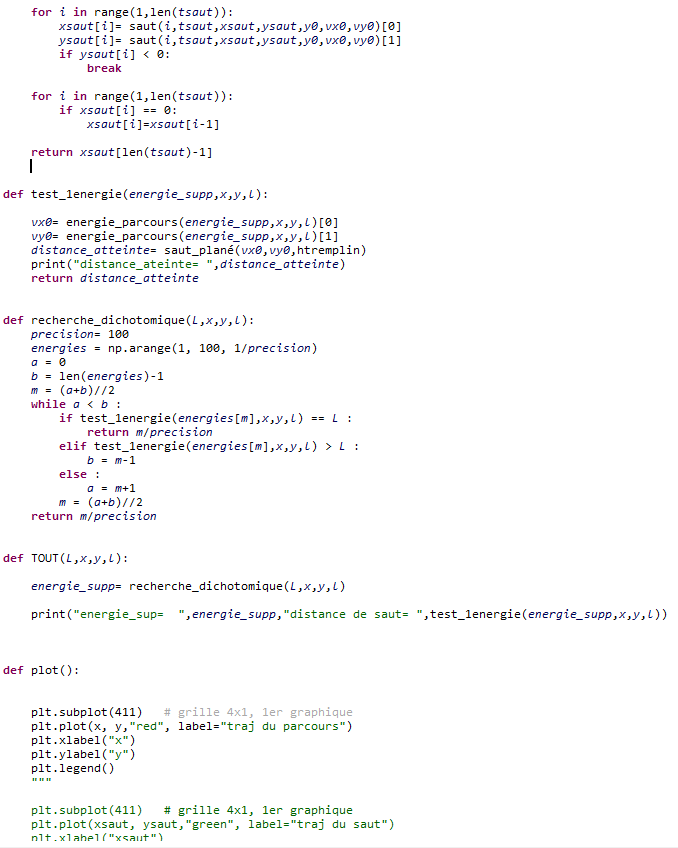 for i in range(1,len(tsaut)):
xsaut[i]= saut(i,tsaut,xsaut,ysaut,y0,vx0,vy0)[0]
ysaut[i]= saut(i,tsaut,xsaut,ysaut,y0,vx0,vy0)[1]
if ysaut[i] < 0:
break
for i in range(1,len(tsaut)):
if xsaut[i] == 0:
xsaut[i]=xsaut[i-1]
return xsaut[len(tsaut)-1]
def test_1energie(energie_supp,x,y,l):
vx0= energie_parcours(energie_supp,x,y,l)[0]
vy0= energie_parcours(energie_supp,x,y,l)[1]
distance_atteinte= saut_plané(vx0,vy0,htremplin)
print("distance_ateinte= ",distance_atteinte)
return distance_atteinte
def recherche_dichotomique(L,x,y,l):
precision= 100
energies = np.arange(1, 100, 1/precision)
a = 0
b = len(energies)-1
m = (a+b)//2
while a < b :
if test_1energie(energies[m],x,y,l) == L :
return m/precision
elif test_1energie(energies[m],x,y,l) > L :
b = m-1
else :
a = m+1
m = (a+b)//2
return m/precision
def TOUT(L,x,y,l):
energie_supp= recherche_dichotomique(L,x,y,l)
print("energie_sup=  ",energie_supp,"distance de saut= ",test_1energie(energie_supp,x,y,l))
def plot():
plt.subplot(411)   # grille 4x1, 1er graphique
plt.plot(x, y,"red", label="traj du parcours")
plt.xlabel("x")
plt.ylabel("y")
plt.legend()
"""
plt.subplot(411)   # grille 4x1, 1er graphique
plt.plot(xsaut, ysaut,"green", label="traj du saut")
plt.xlabel("xsaut")